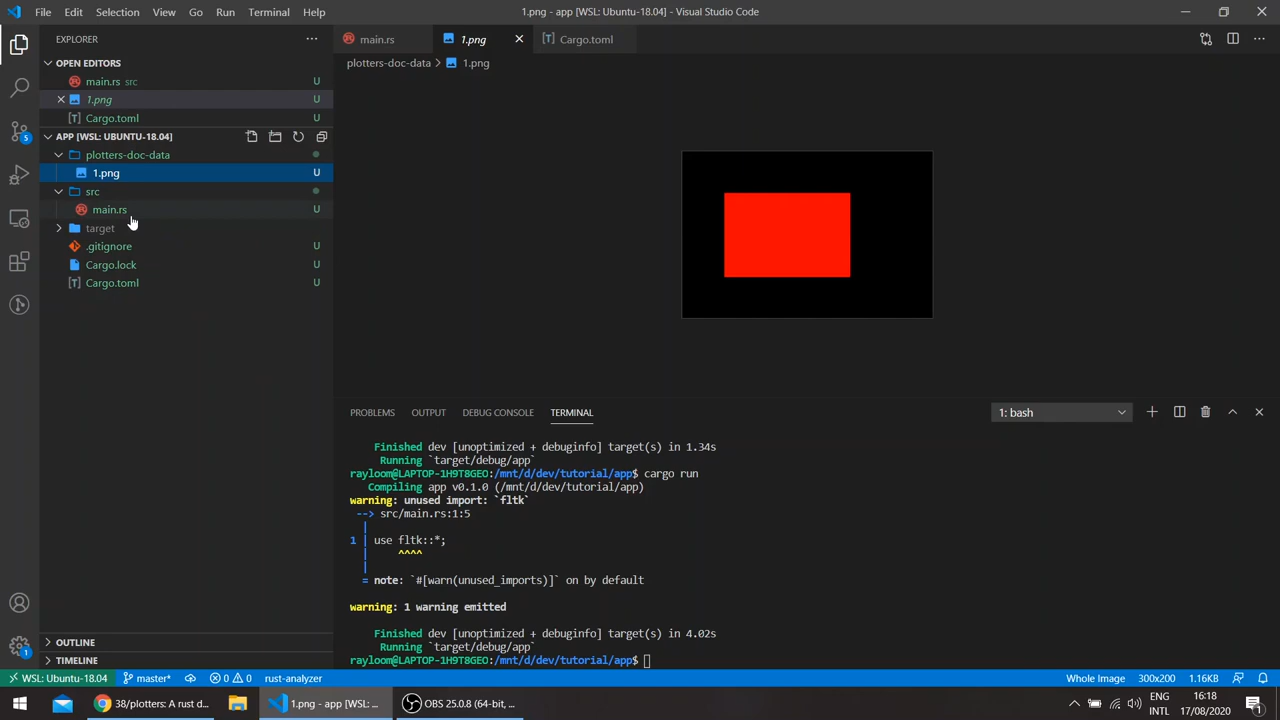 File Edit Selection View Go Run Terminal Help
1.png - app [WSL: Ubuntu-18.04] - Visual Studio Code
EXPLORER
OPEN EDITORS
main.rs src U
1.png U
Cargo.toml U
APP [WSL: UBUNTU-18.04]
plotters-doc-data
1.png U
src
main.rs U
target
.gitignore U
Cargo.lock U
Cargo.toml U
OUTLINE
TIMELINE
main.rs 1.png Cargo.toml
plotters-doc-data > 1.png
PROBLEMS OUTPUT DEBUG CONSOLE TERMINAL
1: bash
Finished dev [unoptimized + debuginfo] target(s) in 1.34s
Running `target/debug/app`
rayloom@LAPTOP-1H9T8GEO:/mnt/d/dev/tutorial/app$ cargo run
Compiling app v0.1.0 (/mnt/d/dev/tutorial/app)
warning: unused import: `fltk`
--> src/main.rs:1:5
|
1 | use fltk::*;
| ^^^^
|
= note: `#[warn(unused_imports)]` on by default
warning: 1 warning emitted
Finished dev [unoptimized + debuginfo] target(s) in 4.02s
Running `target/debug/app`
rayloom@LAPTOP-1H9T8GEO:/mnt/d/dev/tutorial/app$
5
1
WSL: Ubuntu-18.04 master* 0 0 rust-analyzer
Whole Image 300x200 1.16KB
38/plotters: A rust d...
1.png - app [WSL: ...
OBS 25.0.8 (64-bit, ...
ENG
INTL
16:18
17/08/2020
1